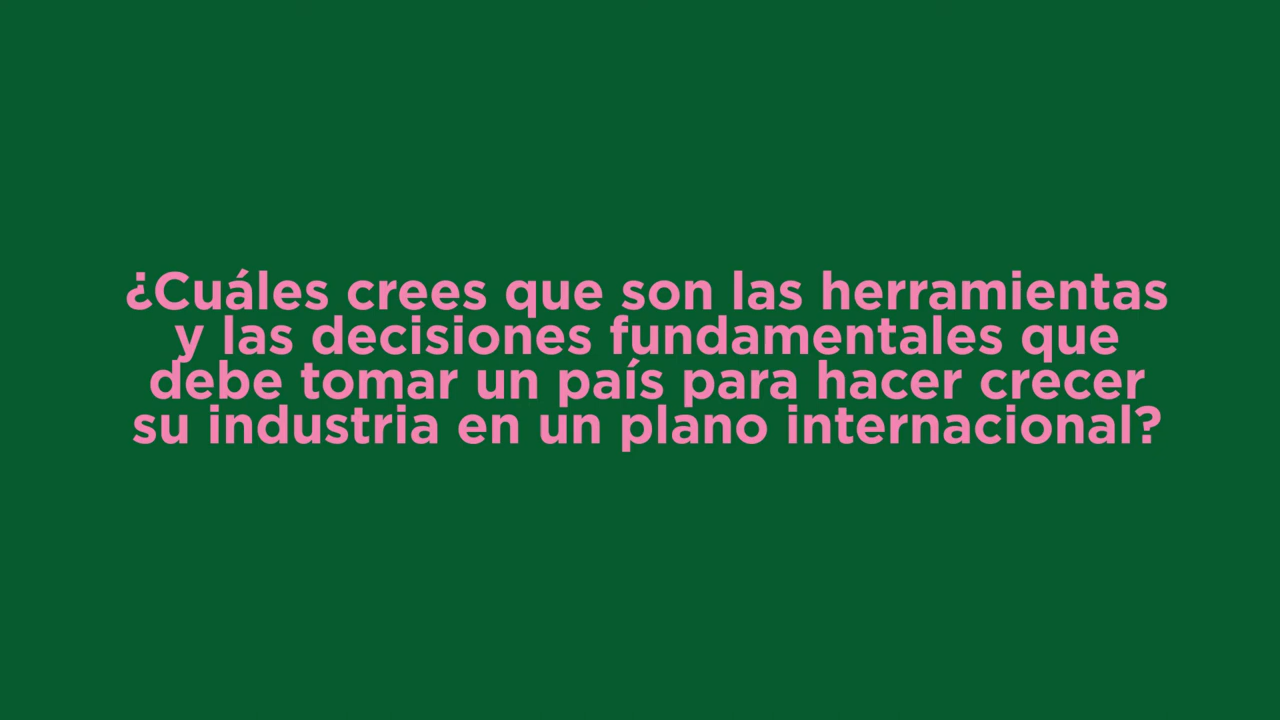 ¿Cuáles crees que son las herramientas
y las decisiones fundamentales que
debe tomar un país para hacer crecer
su industria en un plano internacional?